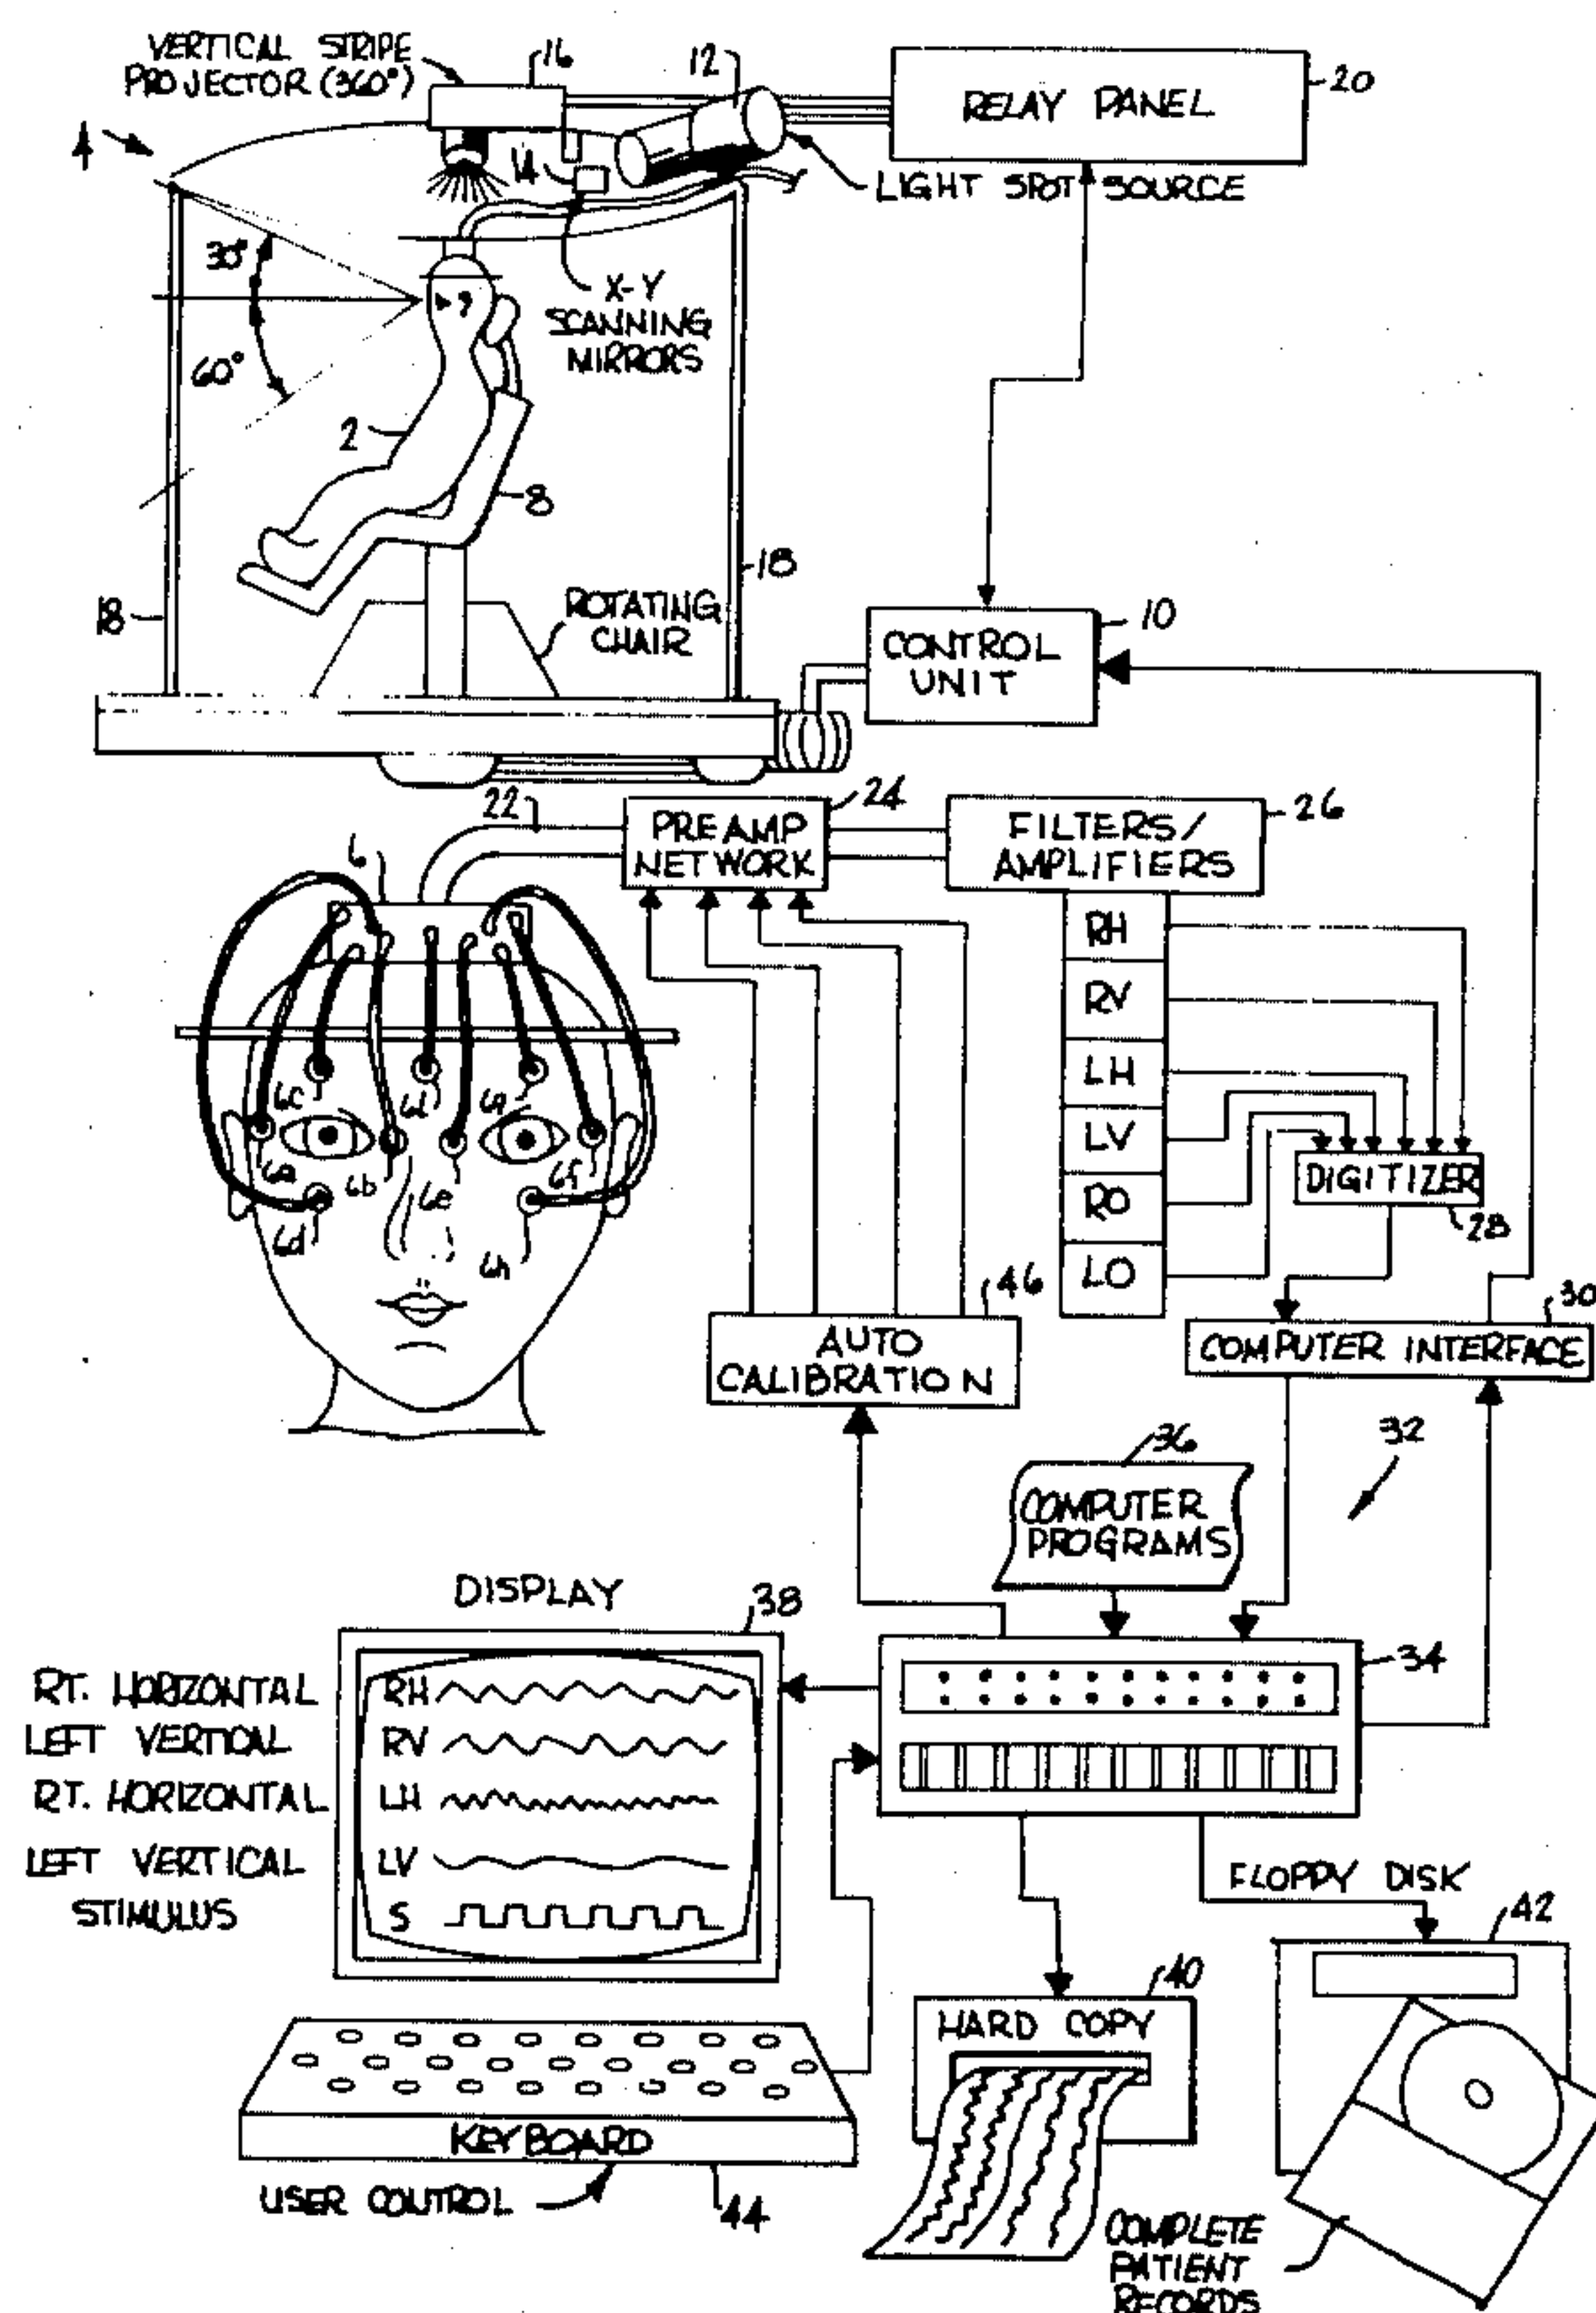 VERTICAL STRIPE
PROJECTOR (360°)
16
12
RELAY PANEL
20
4
14
LIGHT SPOT SOURCE
30°
X-Y
SCANNING
MIRRORS
60°
2
8
18
18
ROTATING
CHAIR
CONTROL
UNIT
10
22
PREAMP
NETWORK
24
FILTERS/
AMPLIFIERS
26
6
RH
RV
LH
LV
RO
LO
6c
6i
6g
6a
6b
6e
6f
6d
6h
DIGITIZER
28
46
AUTO
CALIBRATION
30
COMPUTER INTERFACE
36
COMPUTER
PROGRAMS
32
DISPLAY
38
34
RT. HORIZONTAL
RH
LEFT VERTICAL
RV
RT. HORIZONTAL
LH
LEFT VERTICAL
LV
STIMULUS
S
FLOPPY DISK
42
40
HARD COPY
KEYBOARD
USER CONTROL
44
COMPLETE
PATIENT
RECORDS